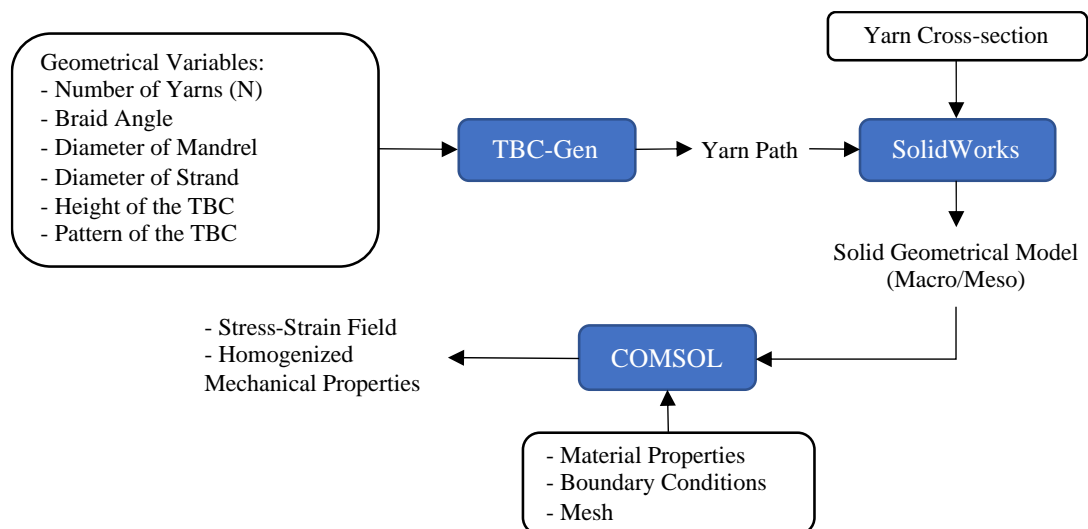 Yarn Cross-section
Geometrical Variables:
- Number of Yarns (N)
- Braid Angle
- Diameter of Mandrel
- Diameter of Strand
- Height of the TBC
- Pattern of the TBC
TBC-Gen
Yarn Path
SolidWorks
Solid Geometrical Model
(Macro/Meso)
- Stress-Strain Field
- Homogenized
Mechanical Properties
COMSOL
- Material Properties
- Boundary Conditions
- Mesh